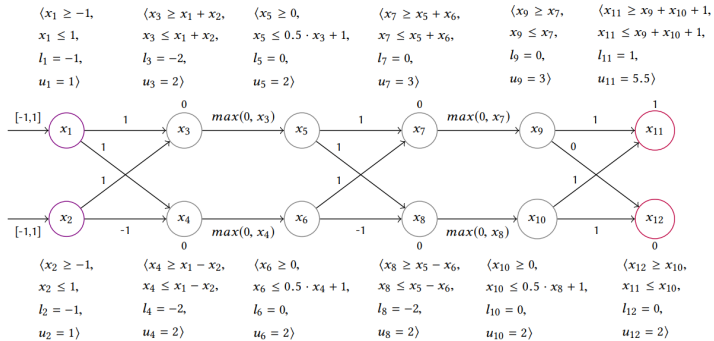 ⟨x₁ ≥ −1,
x₁ ≤ 1,
l₁ = −1,
u₁ = 1⟩
⟨x₃ ≥ x₁ + x₂,
x₃ ≤ x₁ + x₂,
l₃ = −2,
u₃ = 2⟩
⟨x₅ ≥ 0,
x₅ ≤ 0.5 · x₃ + 1,
l₅ = 0,
u₅ = 2⟩
⟨x₇ ≥ x₅ + x₆,
x₇ ≤ x₅ + x₆,
l₇ = 0,
u₇ = 3⟩
⟨x₉ ≥ x₇,
x₉ ≤ x₇,
l₉ = 0,
u₉ = 3⟩
⟨x₁₁ ≥ x₉ + x₁₀ + 1,
x₁₁ ≤ x₉ + x₁₀ + 1,
l₁₁ = 1,
u₁₁ = 5.5⟩
0 0 1
[-1,1] x₁ 1 x₃ max(0, x₃) x₅ 1 x₇ max(0, x₇) x₉ 1 x₁₁
1 1 0
1 1 1
[-1,1] x₂ -1 x₄ max(0, x₄) x₆ -1 x₈ max(0, x₈) x₁₀ 1 x₁₂
0 0 0
⟨x₂ ≥ −1,
x₂ ≤ 1,
l₂ = −1,
u₂ = 1⟩
⟨x₄ ≥ x₁ − x₂,
x₄ ≤ x₁ − x₂,
l₄ = −2,
u₄ = 2⟩
⟨x₆ ≥ 0,
x₆ ≤ 0.5 · x₄ + 1,
l₆ = 0,
u₆ = 2⟩
⟨x₈ ≥ x₅ − x₆,
x₈ ≤ x₅ − x₆,
l₈ = −2,
u₈ = 2⟩
⟨x₁₀ ≥ 0,
x₁₀ ≤ 0.5 · x₈ + 1,
l₁₀ = 0,
u₁₀ = 2⟩
⟨x₁₂ ≥ x₁₀,
x₁₁ ≤ x₁₀,
l₁₂ = 0,
u₁₂ = 2⟩